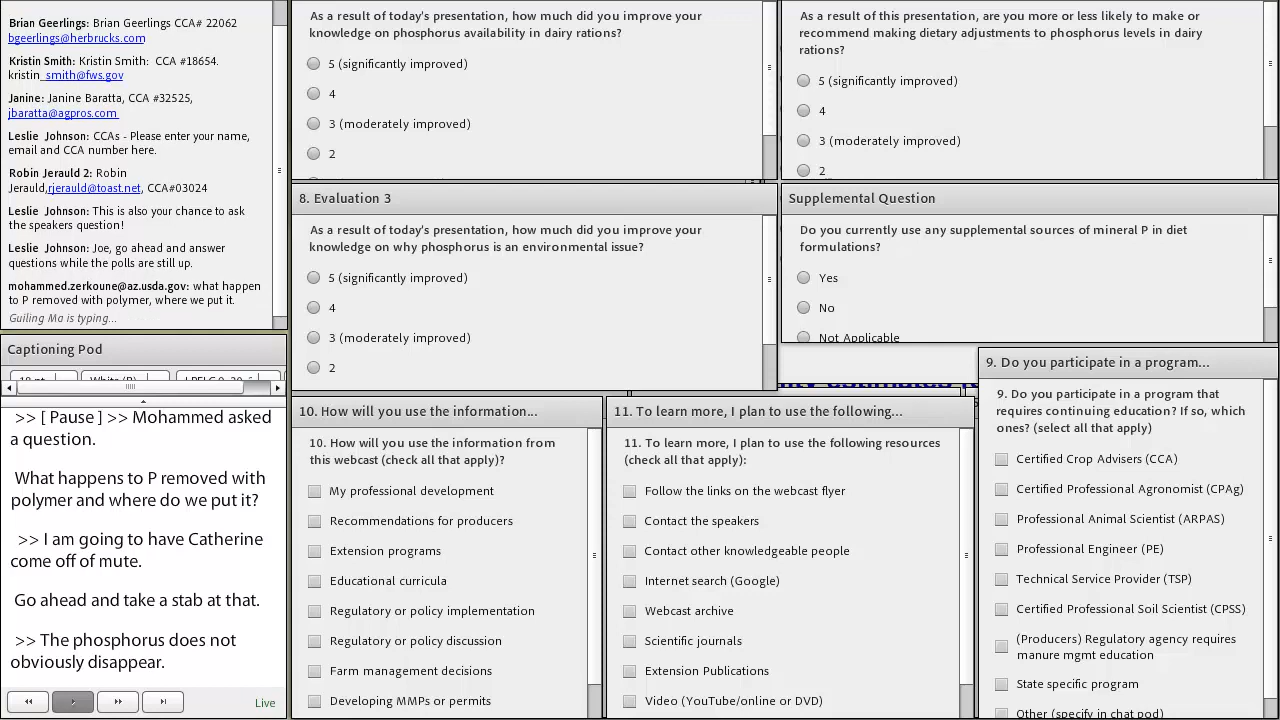 Brian Geerlings: Brian Geerlings CCA# 22062
bgeerlings@herbrucks.com
Kristin Smith: Kristin Smith: CCA #18654.
kristin_smith@fws.gov
Janine: Janine Baratta, CCA #32525,
jbaratta@agpros.com
Leslie Johnson: CCAs - Please enter your name,
email and CCA number here.
Robin Jerauld 2: Robin
Jerauld,rjerauld@toast.net, CCA#03024
Leslie Johnson: This is also your chance to ask
the speakers question!
Leslie Johnson: Joe, go ahead and answer
questions while the polls are still up.
mohammed.zerkoune@az.usda.gov: what happen
to P removed with polymer, where we put it.
Guiling Ma is typing...
Captioning Pod
>> [ Pause ] >> Mohammed asked
a question.
What happens to P removed with
polymer and where do we put it?
>> I am going to have Catherine
come off of mute.
Go ahead and take a stab at that.
>> The phosphorus does not
obviously disappear.
Live
As a result of today's presentation, how much did you improve your
knowledge on phosphorus availability in dairy rations?
5 (significantly improved)
4
3 (moderately improved)
2
As a result of this presentation, are you more or less likely to make or
recommend making dietary adjustments to phosphorus levels in dairy
rations?
5 (significantly improved)
4
3 (moderately improved)
2
8. Evaluation 3
As a result of today's presentation, how much did you improve your
knowledge on why phosphorus is an environmental issue?
5 (significantly improved)
4
3 (moderately improved)
2
Supplemental Question
Do you currently use any supplemental sources of mineral P in diet
formulations?
Yes
No
Not Applicable
10. How will you use the information...
10. How will you use the information from
this webcast (check all that apply)?
My professional development
Recommendations for producers
Extension programs
Educational curricula
Regulatory or policy implementation
Regulatory or policy discussion
Farm management decisions
Developing MMPs or permits
11. To learn more, I plan to use the following...
11. To learn more, I plan to use the following resources
(check all that apply):
Follow the links on the webcast flyer
Contact the speakers
Contact other knowledgeable people
Internet search (Google)
Webcast archive
Scientific journals
Extension Publications
Video (YouTube/online or DVD)
9. Do you participate in a program...
9. Do you participate in a program that
requires continuing education? If so, which
ones? (select all that apply)
Certified Crop Advisers (CCA)
Certified Professional Agronomist (CPAg)
Professional Animal Scientist (ARPAS)
Professional Engineer (PE)
Technical Service Provider (TSP)
Certified Professional Soil Scientist (CPSS)
(Producers) Regulatory agency requires
manure mgmt education
State specific program
Other (specify in chat pod)